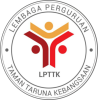 LEMBAGA PERGURUAN
LPTTK
TAMAN TARUNA KEBANGSAAN